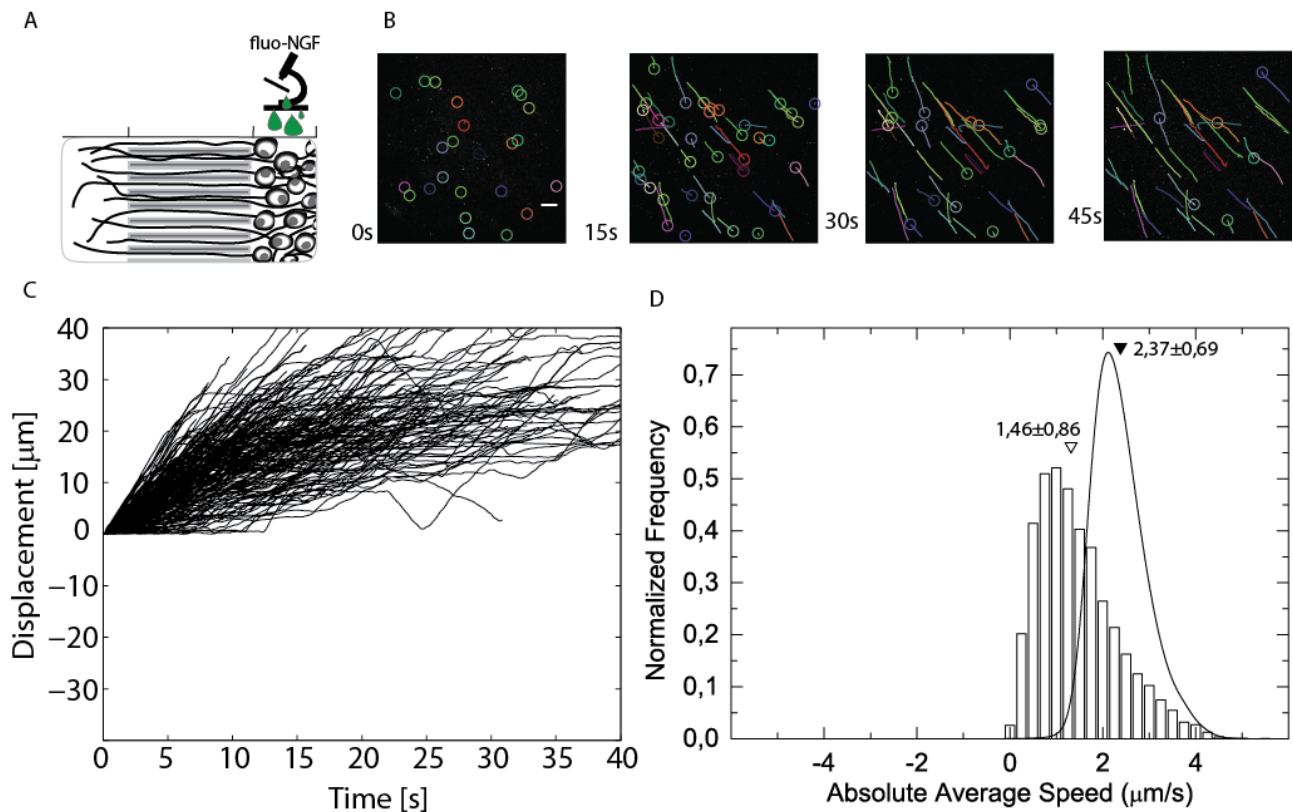 A
fluo-NGF
B
0s
15s
30s
45s
C
40
30
20
10
0
−10
−20
−30
0 5 10 15 20 25 30 35 40
Displacement [µm]
Time [s]
D
2,37±0,69
1,46±0,86
0,7
0,6
0,5
0,4
0,3
0,2
0,1
0,0
-4 -2 0 2 4
Normalized Frequency
Absolute Average Speed (µm/s)